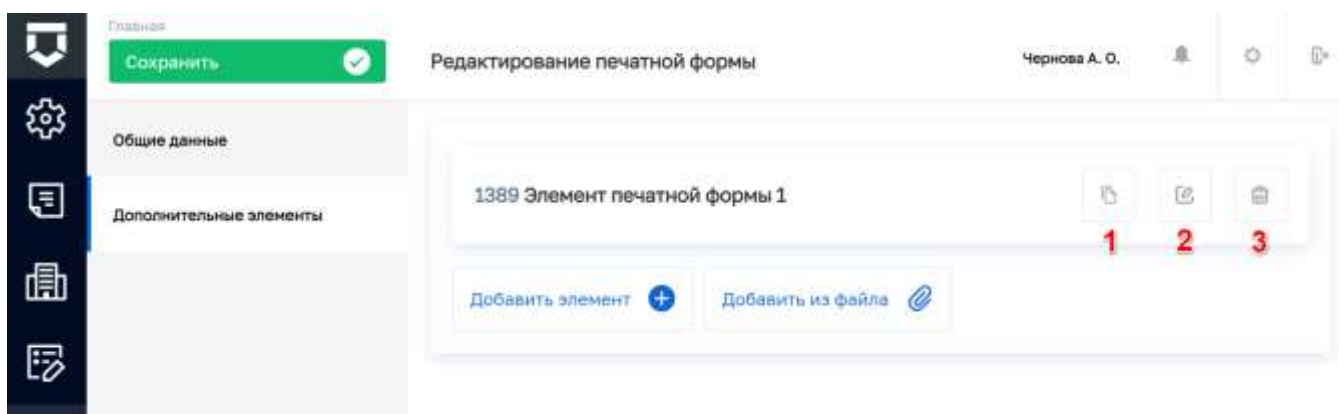 Главная
Сохранить
Редактирование печатной формы
Чернова А. О.
Общие данные
Дополнительные элементы
1389 Элемент печатной формы 1
1 2 3
Добавить элемент
Добавить из файла